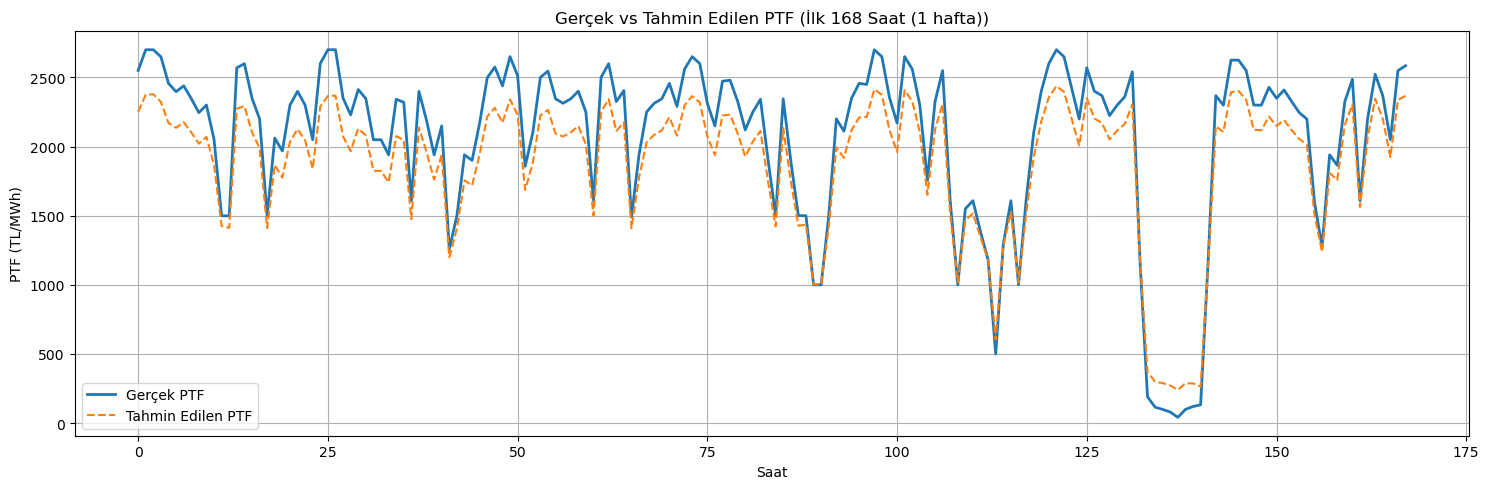 Gerçek vs Tahmin Edilen PTF (İlk 168 Saat (1 hafta))
PTF (TL/MWh)
2500
2000
1500
1000
500
0
Gerçek PTF
Tahmin Edilen PTF
0 25 50 75 100 125 150 175
Saat